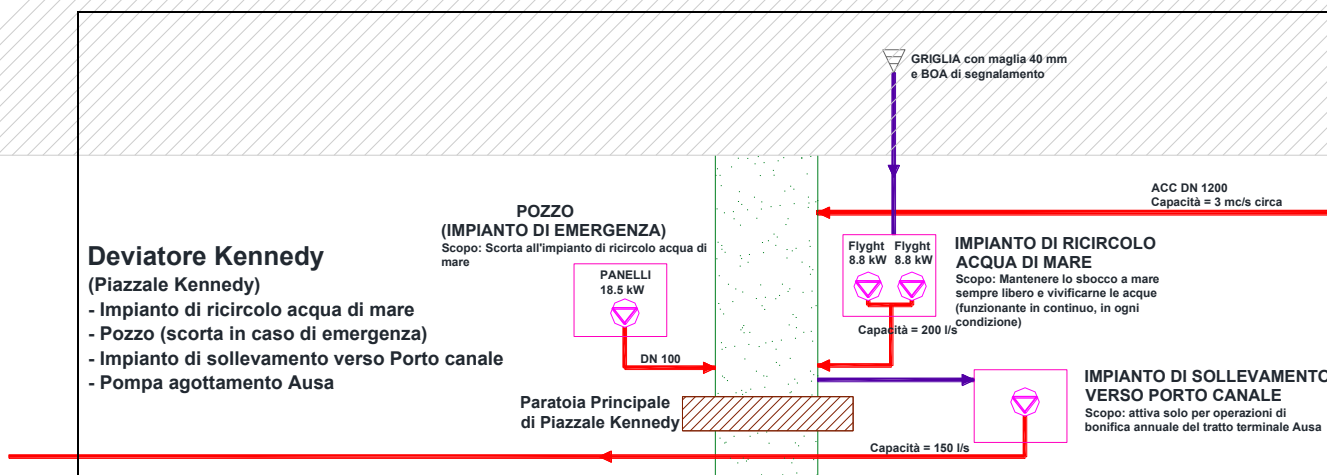 GRIGLIA con maglia 40 mm
e BOA di segnalamento
ACC DN 1200
Capacità = 3 mc/s circa
POZZO
(IMPIANTO DI EMERGENZA)
Scopo: Scorta all'impianto di ricircolo acqua di
mare
PANELLI
18.5 kW
DN 100
Deviatore Kennedy
(Piazzale Kennedy)
- Impianto di ricircolo acqua di mare
- Pozzo (scorta in caso di emergenza)
- Impianto di sollevamento verso Porto canale
- Pompa agottamento Ausa
Flyght Flyght
8.8 kW 8.8 kW
IMPIANTO DI RICIRCOLO
ACQUA DI MARE
Scopo: Mantenere lo sbocco a mare
sempre libero e vivificarne le acque
(funzionante in continuo, in ogni
condizione)
Capacità = 200 l/s
Paratoia Principale
di Piazzale Kennedy
IMPIANTO DI SOLLEVAMENTO
VERSO PORTO CANALE
Scopo: attiva solo per operazioni di
bonifica annuale del tratto terminale Ausa
Capacità = 150 l/s